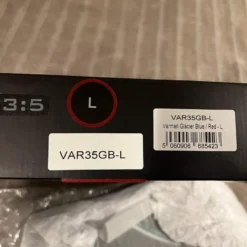 3:5
L
VAR35GB-L
VAR35GB-L
Varman Glacier Blue / Red - L
5 060906 685423